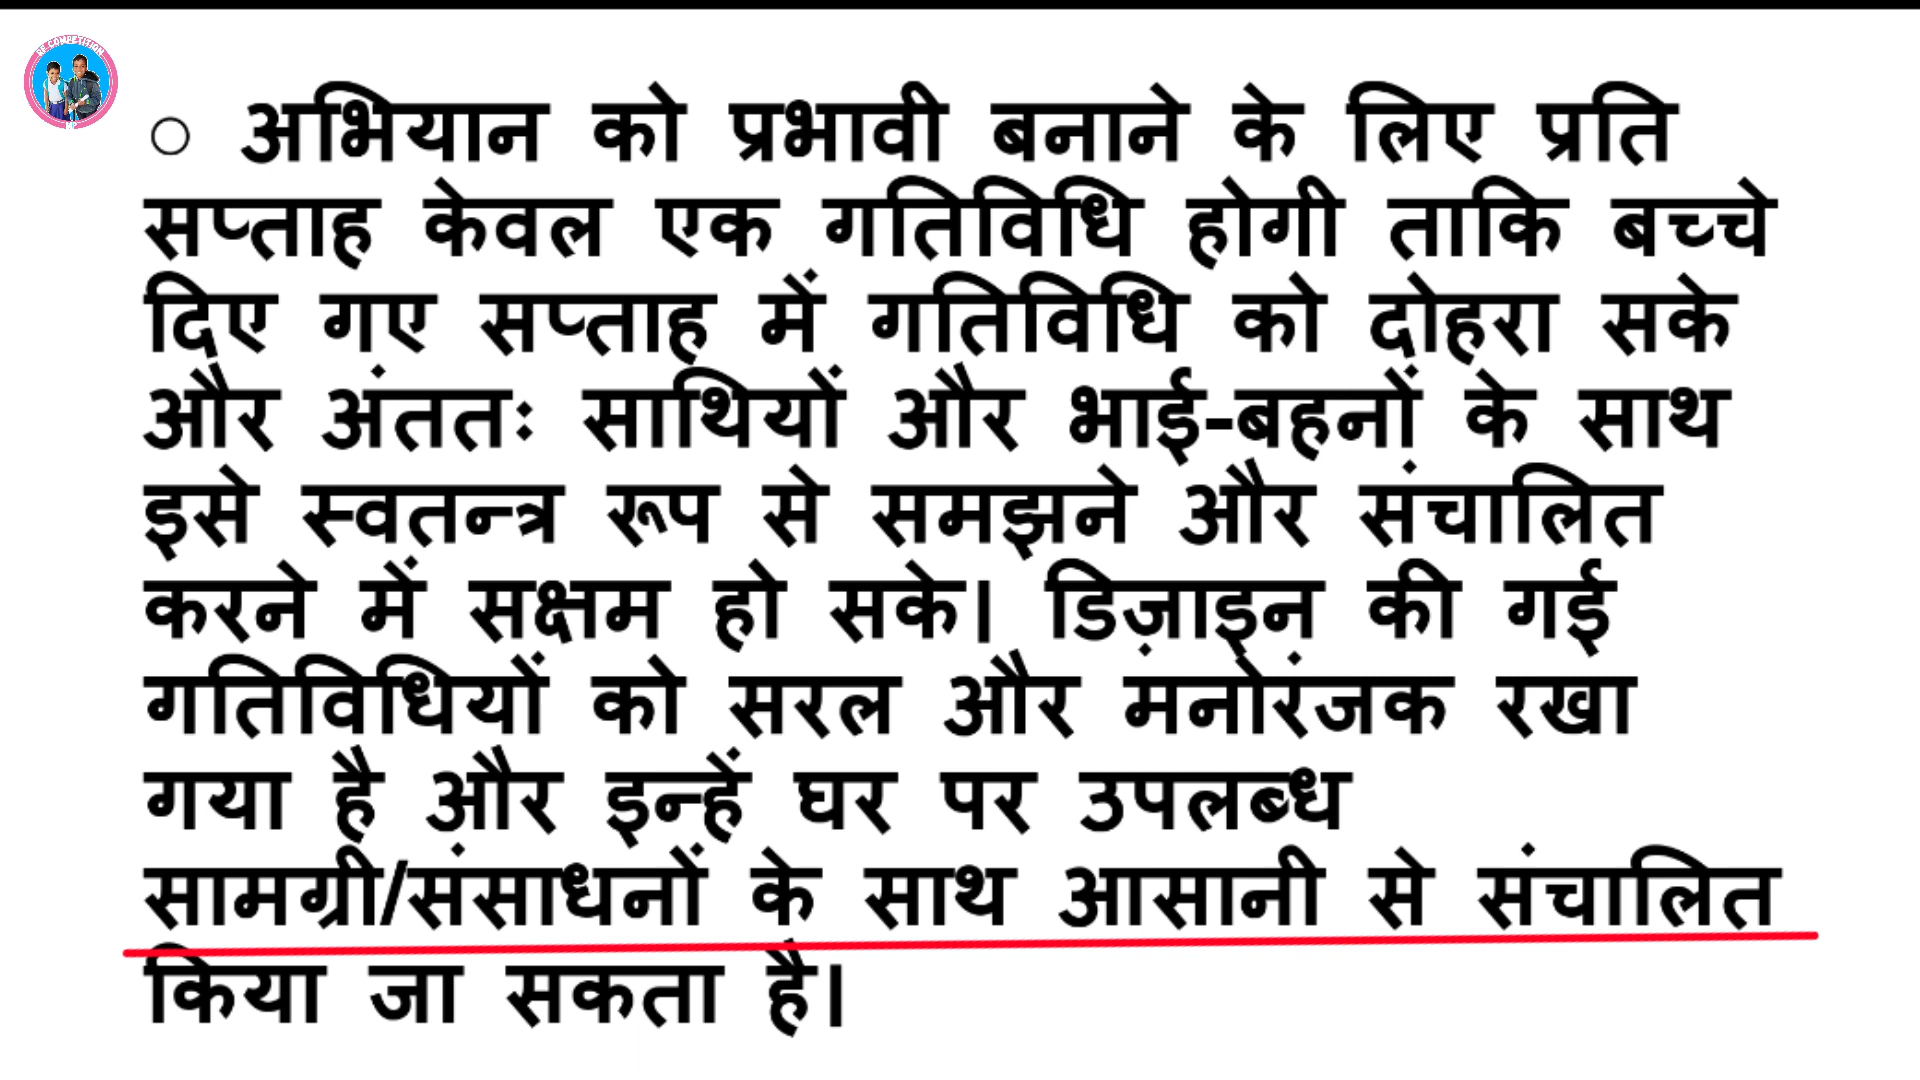 RE COMPETITION
○ अभियान को प्रभावी बनाने के लिए प्रति
सप्ताह केवल एक गतिविधि होगी ताकि बच्चे
दिए गए सप्ताह में गतिविधि को दोहरा सके
और अंततः साथियों और भाई-बहनों के साथ
इसे स्वतन्त्र रूप से समझने और संचालित
करने में सक्षम हो सके। डिज़ाइन की गई
गतिविधियों को सरल और मनोरंजक रखा
गया है और इन्हें घर पर उपलब्ध
सामग्री/संसाधनों के साथ आसानी से संचालित
किया जा सकता है।